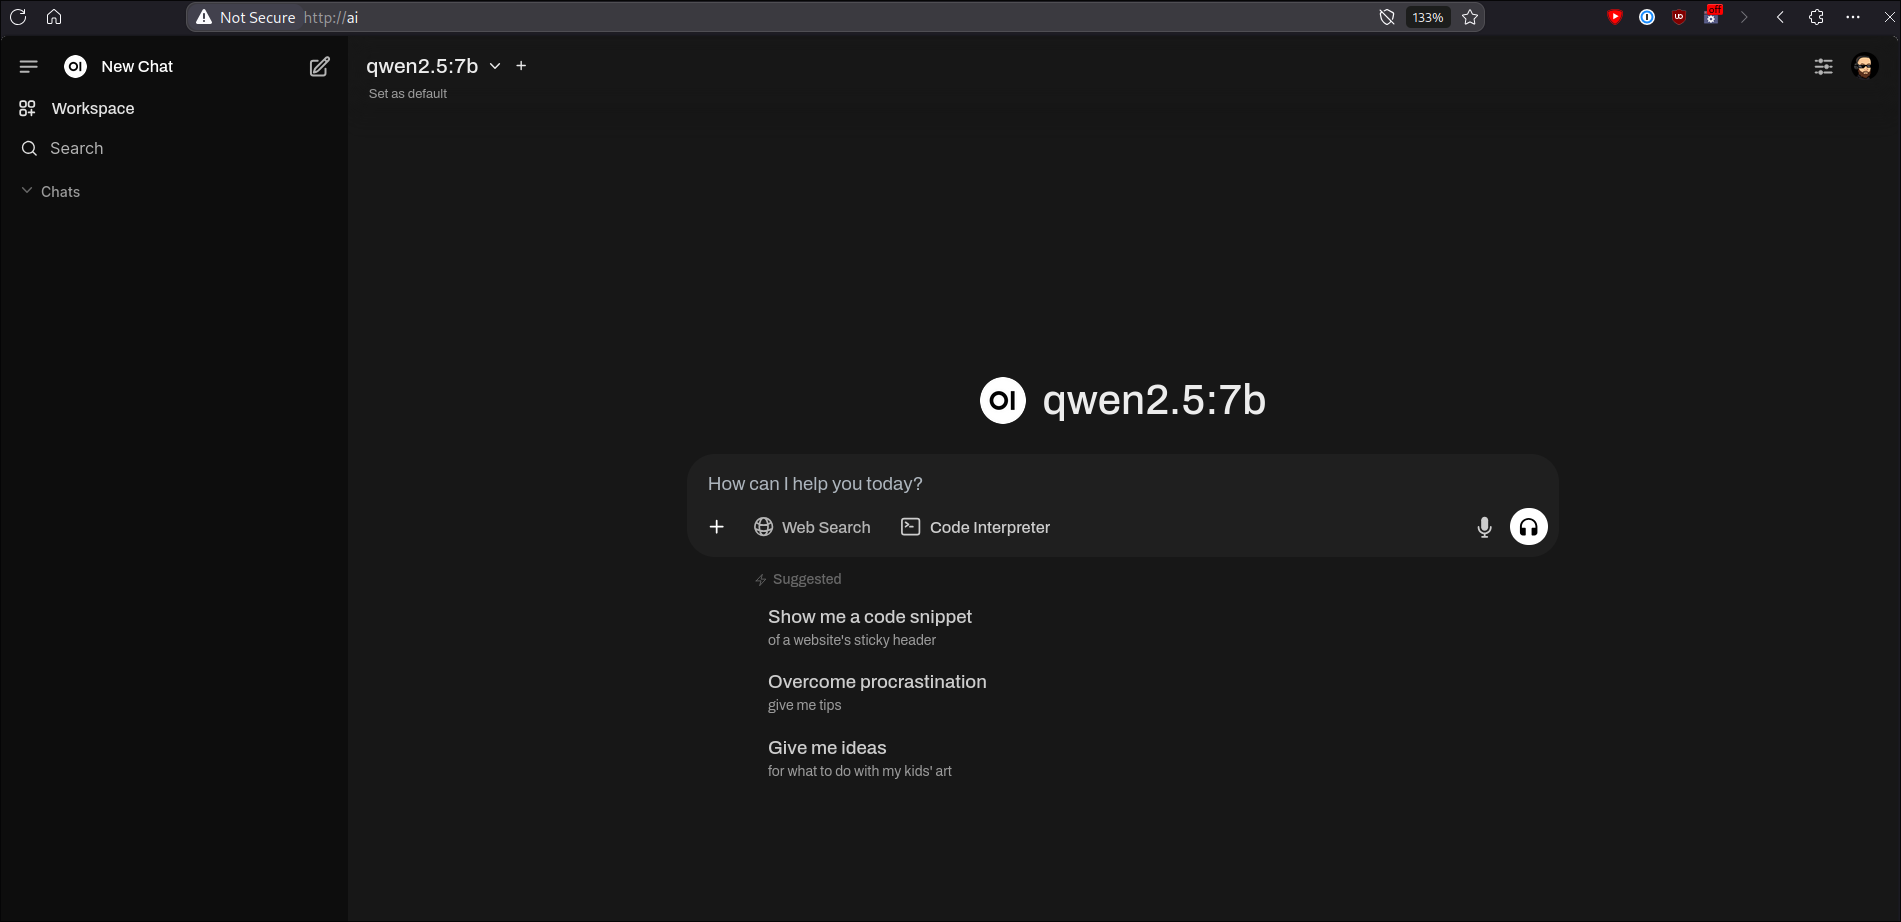 Not Secure http://ai
133%
off
OI New Chat
Workspace
Search
Chats
qwen2.5:7b
Set as default
OI qwen2.5:7b
How can I help you today?
Web Search Code Interpreter
Suggested
Show me a code snippet
of a website's sticky header
Overcome procrastination
give me tips
Give me ideas
for what to do with my kids' art